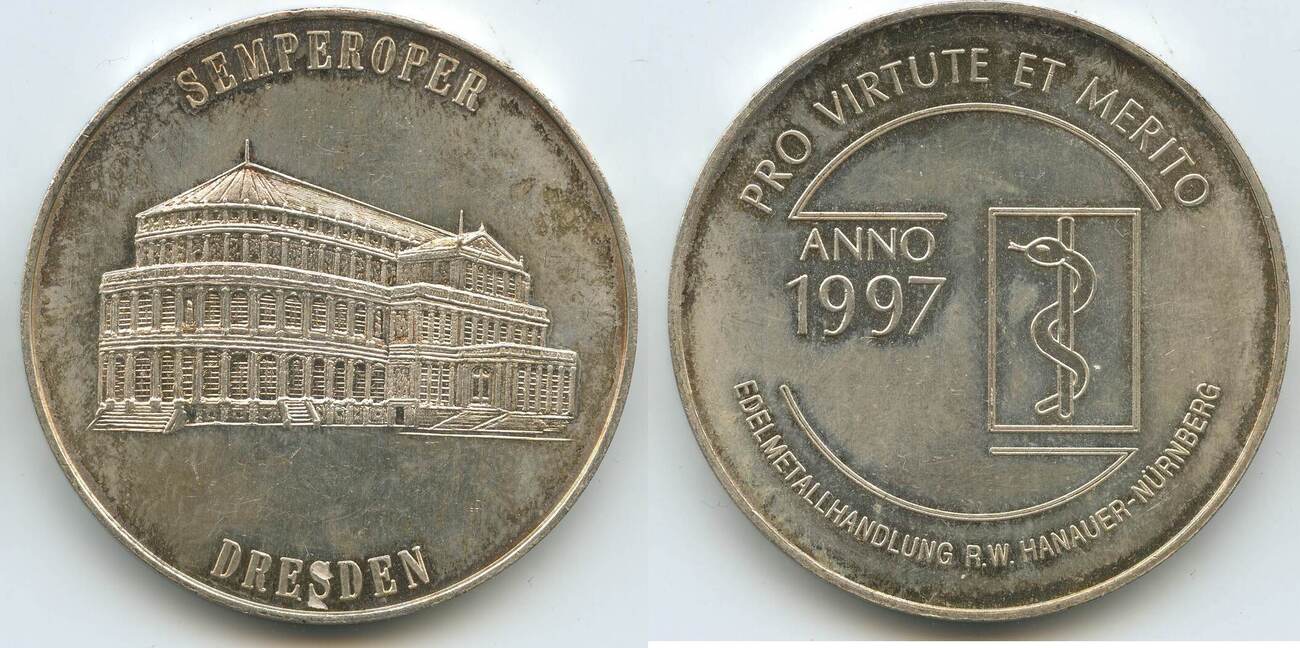 SEMPEROPER
DRESDEN
PRO VIRTUTE ET MERITO
ANNO
1997
EDELMETALLHANDLUNG R.W. HANAUER-NÜRNBERG